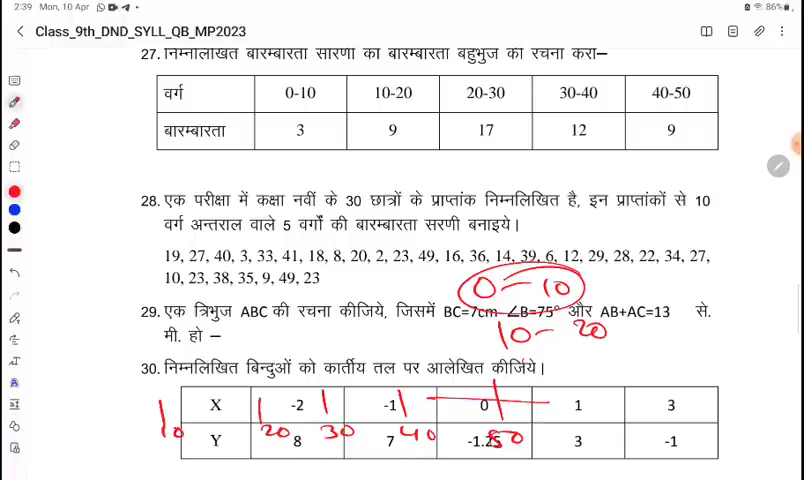 2:39 Mon, 10 Apr 86%
Class_9th_DND_SYLL_QB_MP2023
27. निम्नलिखित बारम्बारता सारणी का बारम्बारता बहुभुज की रचना करो–
वर्ग 0-10 10-20 20-30 30-40 40-50
बारम्बारता 3 9 17 12 9
28. एक परीक्षा में कक्षा नवीं के 30 छात्रों के प्राप्तांक निम्नलिखित है, इन प्राप्तांकों से 10
वर्ग अन्तराल वाले 5 वर्गों की बारम्बारता सरणी बनाइये।
19, 27, 40, 3, 33, 41, 18, 8, 20, 2, 23, 49, 16, 36, 14, 39, 6, 12, 29, 28, 22, 34, 27,
10, 23, 38, 35, 9, 49, 23
0 – 10
29. एक त्रिभुज ABC की रचना कीजिये, जिसमें BC=7cm ∠B=75° और AB+AC=13 से.
मी. हो –
10 – 20
30. निम्नलिखित बिन्दुओं को कार्तीय तल पर आलेखित कीजिये।
X -2 -1 0 1 3
10 20 30 40 50
Y 8 7 -1.25 3 -1